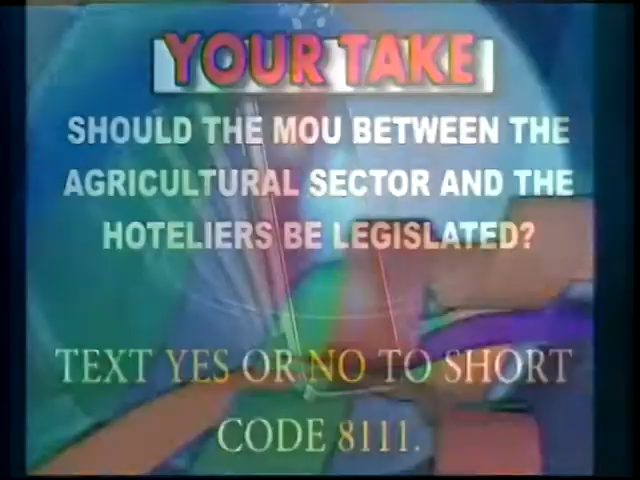 YOUR TAKE
SHOULD THE MOU BETWEEN THE
AGRICULTURAL SECTOR AND THE
HOTELIERS BE LEGISLATED?
TEXT YES OR NO TO SHORT
CODE 8111.